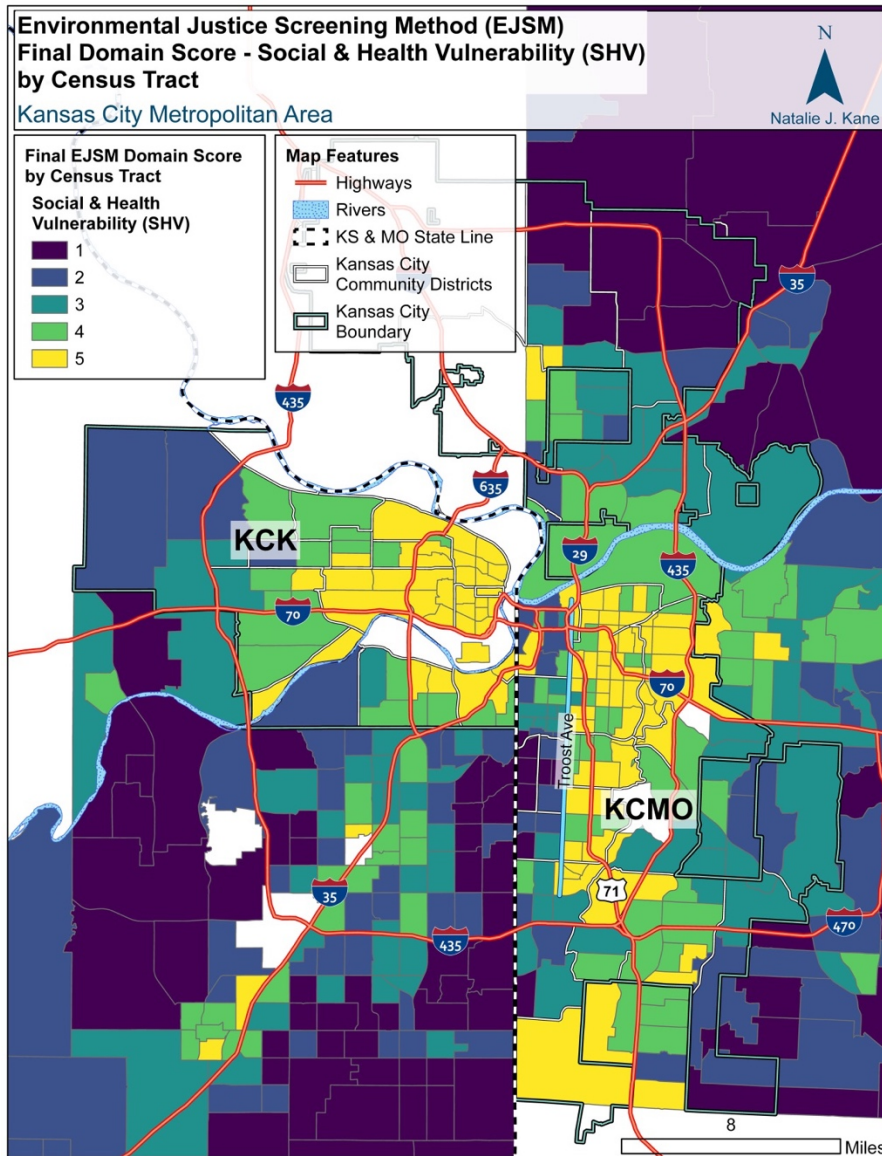 Environmental Justice Screening Method (EJSM)
Final Domain Score - Social & Health Vulnerability (SHV)
by Census Tract
Kansas City Metropolitan Area
N
Natalie J. Kane
Final EJSM Domain Score
by Census Tract
Social & Health
Vulnerability (SHV)
1
2
3
4
5
Map Features
Highways
Rivers
KS & MO State Line
Kansas City
Community Districts
Kansas City
Boundary
35
435
635
KCK
29
435
70
70
Troost Ave
KCMO
35
71
435
470
8
Miles